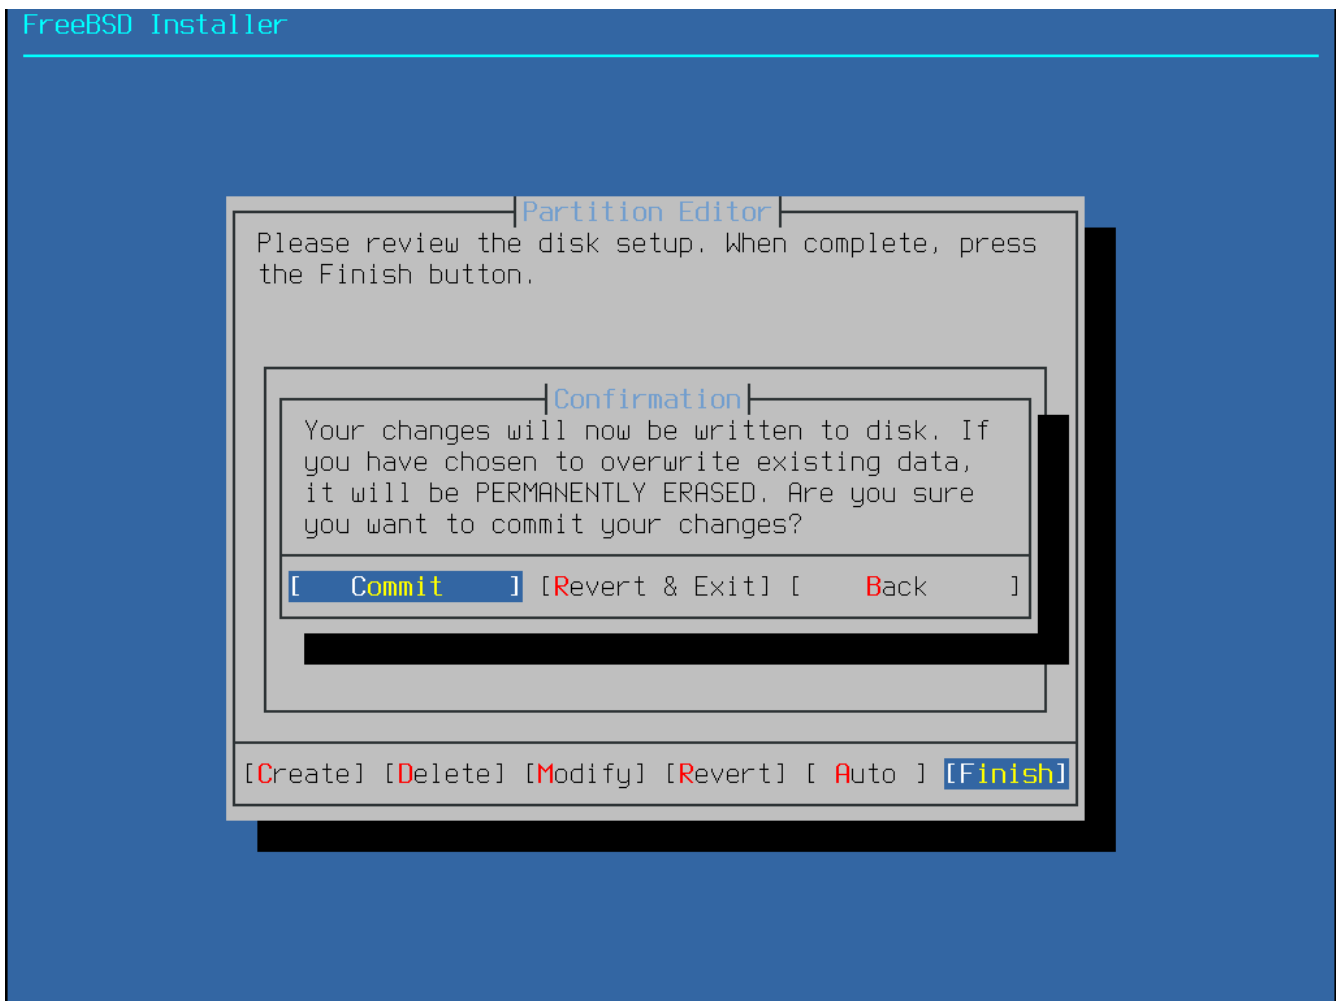 FreeBSD Installer
Partition Editor
Please review the disk setup. When complete, press
the Finish button.
Confirmation
Your changes will now be written to disk. If
you have chosen to overwrite existing data,
it will be PERMANENTLY ERASED. Are you sure
you want to commit your changes?
[ Commit ] [Revert & Exit] [ Back ]
[Create] [Delete] [Modify] [Revert] [ Auto ] [Finish]